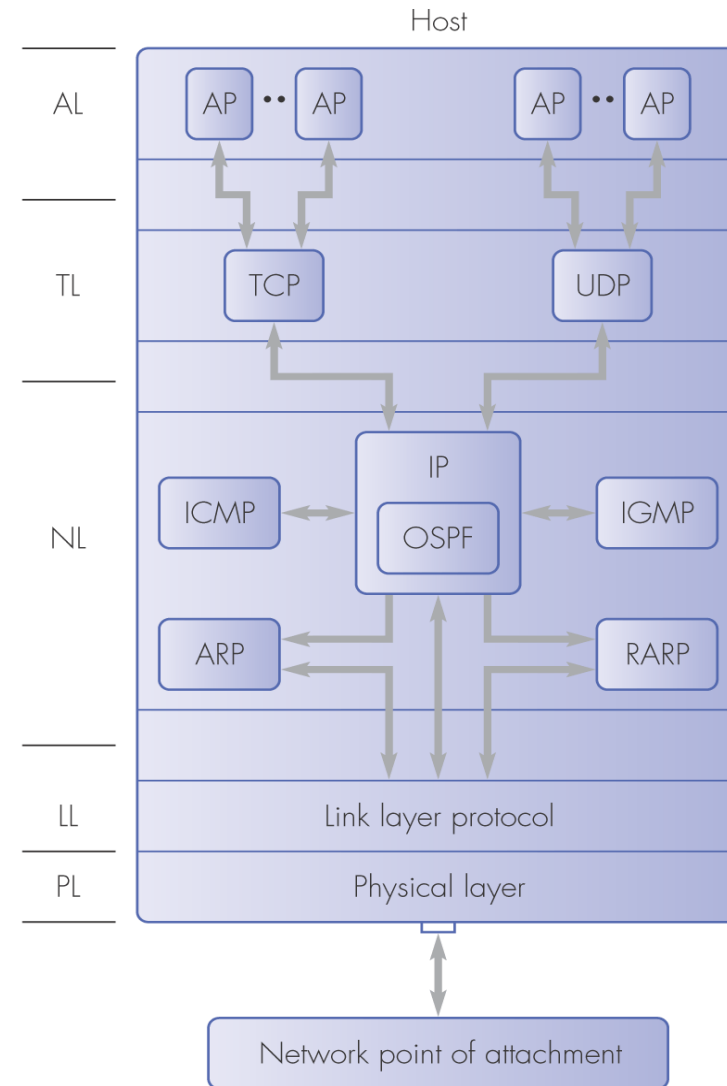 Host
AL
AP •• AP
AP •• AP
TL
TCP
UDP
NL
IP
ICMP
OSPF
IGMP
ARP
RARP
LL
Link layer protocol
PL
Physical layer
Network point of attachment